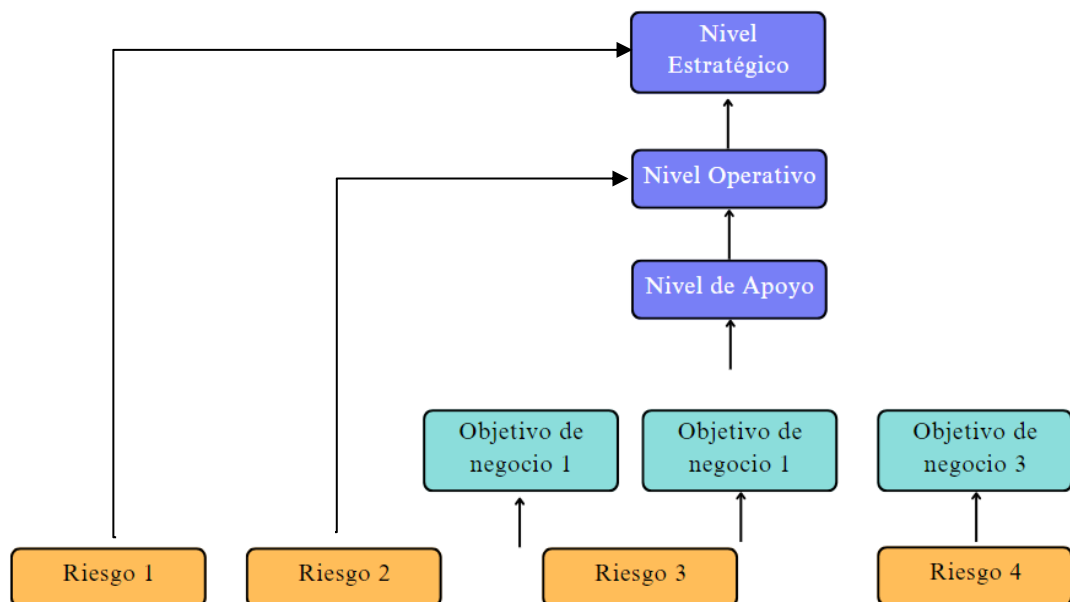 Nivel
Estratégico
Nivel Operativo
Nivel de Apoyo
Objetivo de
negocio 1
Objetivo de
negocio 1
Objetivo de
negocio 3
Riesgo 1
Riesgo 2
Riesgo 3
Riesgo 4